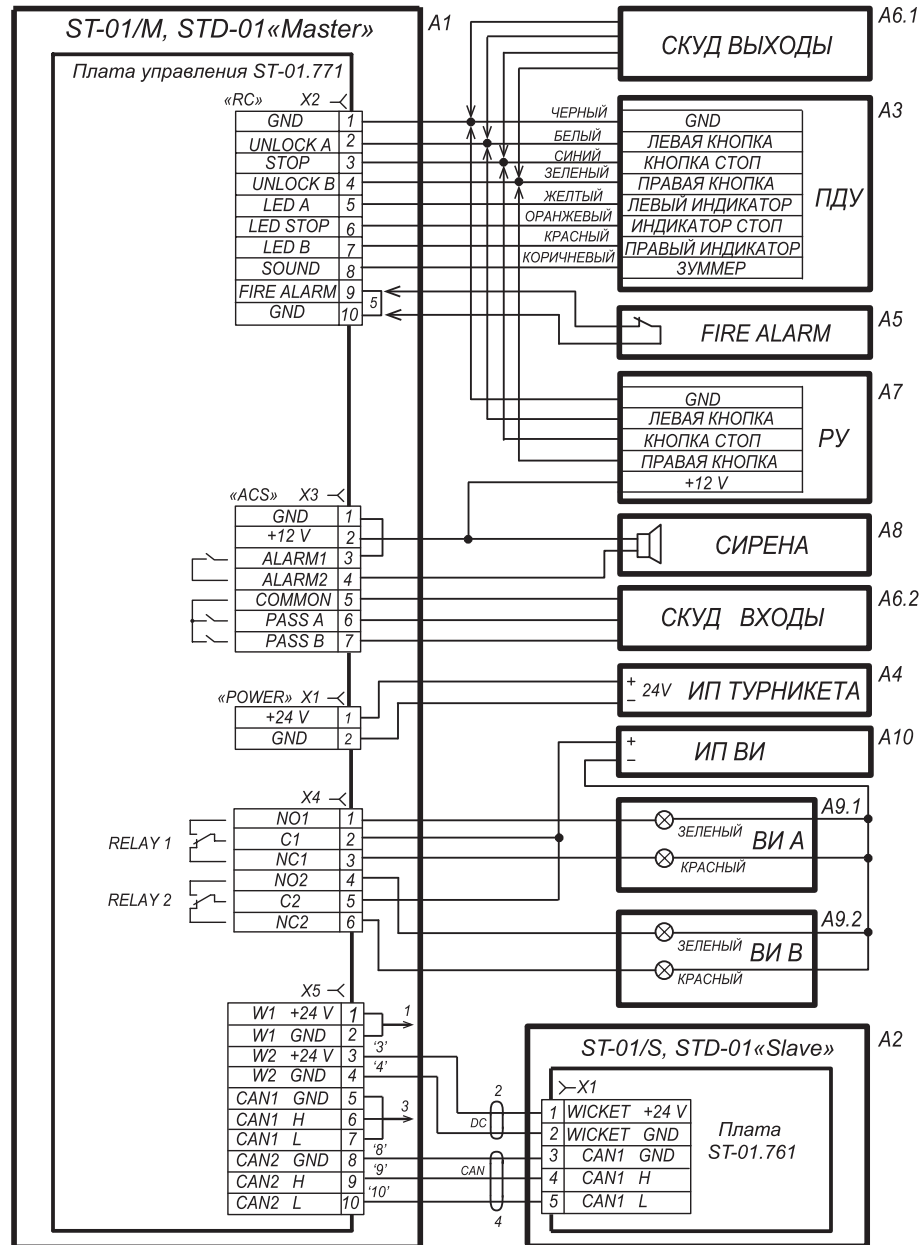 ST-01/M, STD-01«Master»
A1
Плата управления ST-01.771
«RC» X2
GND 1
UNLOCK A 2
STOP 3
UNLOCK B 4
LED A 5
LED STOP 6
LED B 7
SOUND 8
FIRE ALARM 9
GND 10
5
ЧЕРНЫЙ
БЕЛЫЙ
СИНИЙ
ЗЕЛЕНЫЙ
ЖЕЛТЫЙ
ОРАНЖЕВЫЙ
КРАСНЫЙ
КОРИЧНЕВЫЙ
СКУД ВЫХОДЫ
A6.1
GND
ЛЕВАЯ КНОПКА
КНОПКА СТОП
ПРАВАЯ КНОПКА
ЛЕВЫЙ ИНДИКАТОР
ИНДИКАТОР СТОП
ПРАВЫЙ ИНДИКАТОР
ЗУММЕР
ПДУ
A3
FIRE ALARM
A5
GND
ЛЕВАЯ КНОПКА
КНОПКА СТОП
ПРАВАЯ КНОПКА
+12 V
РУ
A7
«ACS» X3
GND 1
+12 V 2
ALARM1 3
ALARM2 4
COMMON 5
PASS A 6
PASS B 7
СИРЕНА
A8
СКУД ВХОДЫ
A6.2
«POWER» X1
+24 V 1
GND 2
+
–
24V ИП ТУРНИКЕТА
A4
+
–
ИП ВИ
A10
X4
NO1 1
C1 2
NC1 3
NO2 4
C2 5
NC2 6
RELAY 1
RELAY 2
ЗЕЛЕНЫЙ
КРАСНЫЙ
ВИ А
A9.1
ЗЕЛЕНЫЙ
КРАСНЫЙ
ВИ В
A9.2
X5
W1 +24 V 1
W1 GND 2
W2 +24 V 3
W2 GND 4
CAN1 GND 5
CAN1 H 6
CAN1 L 7
CAN2 GND 8
CAN2 H 9
CAN2 L 10
1
'3'
'4'
3
'8'
'9'
'10'
2
DC
CAN
4
ST-01/S, STD-01«Slave»
A2
X1
1 WICKET +24 V
2 WICKET GND
3 CAN1 GND
4 CAN1 H
5 CAN1 L
Плата
ST-01.761